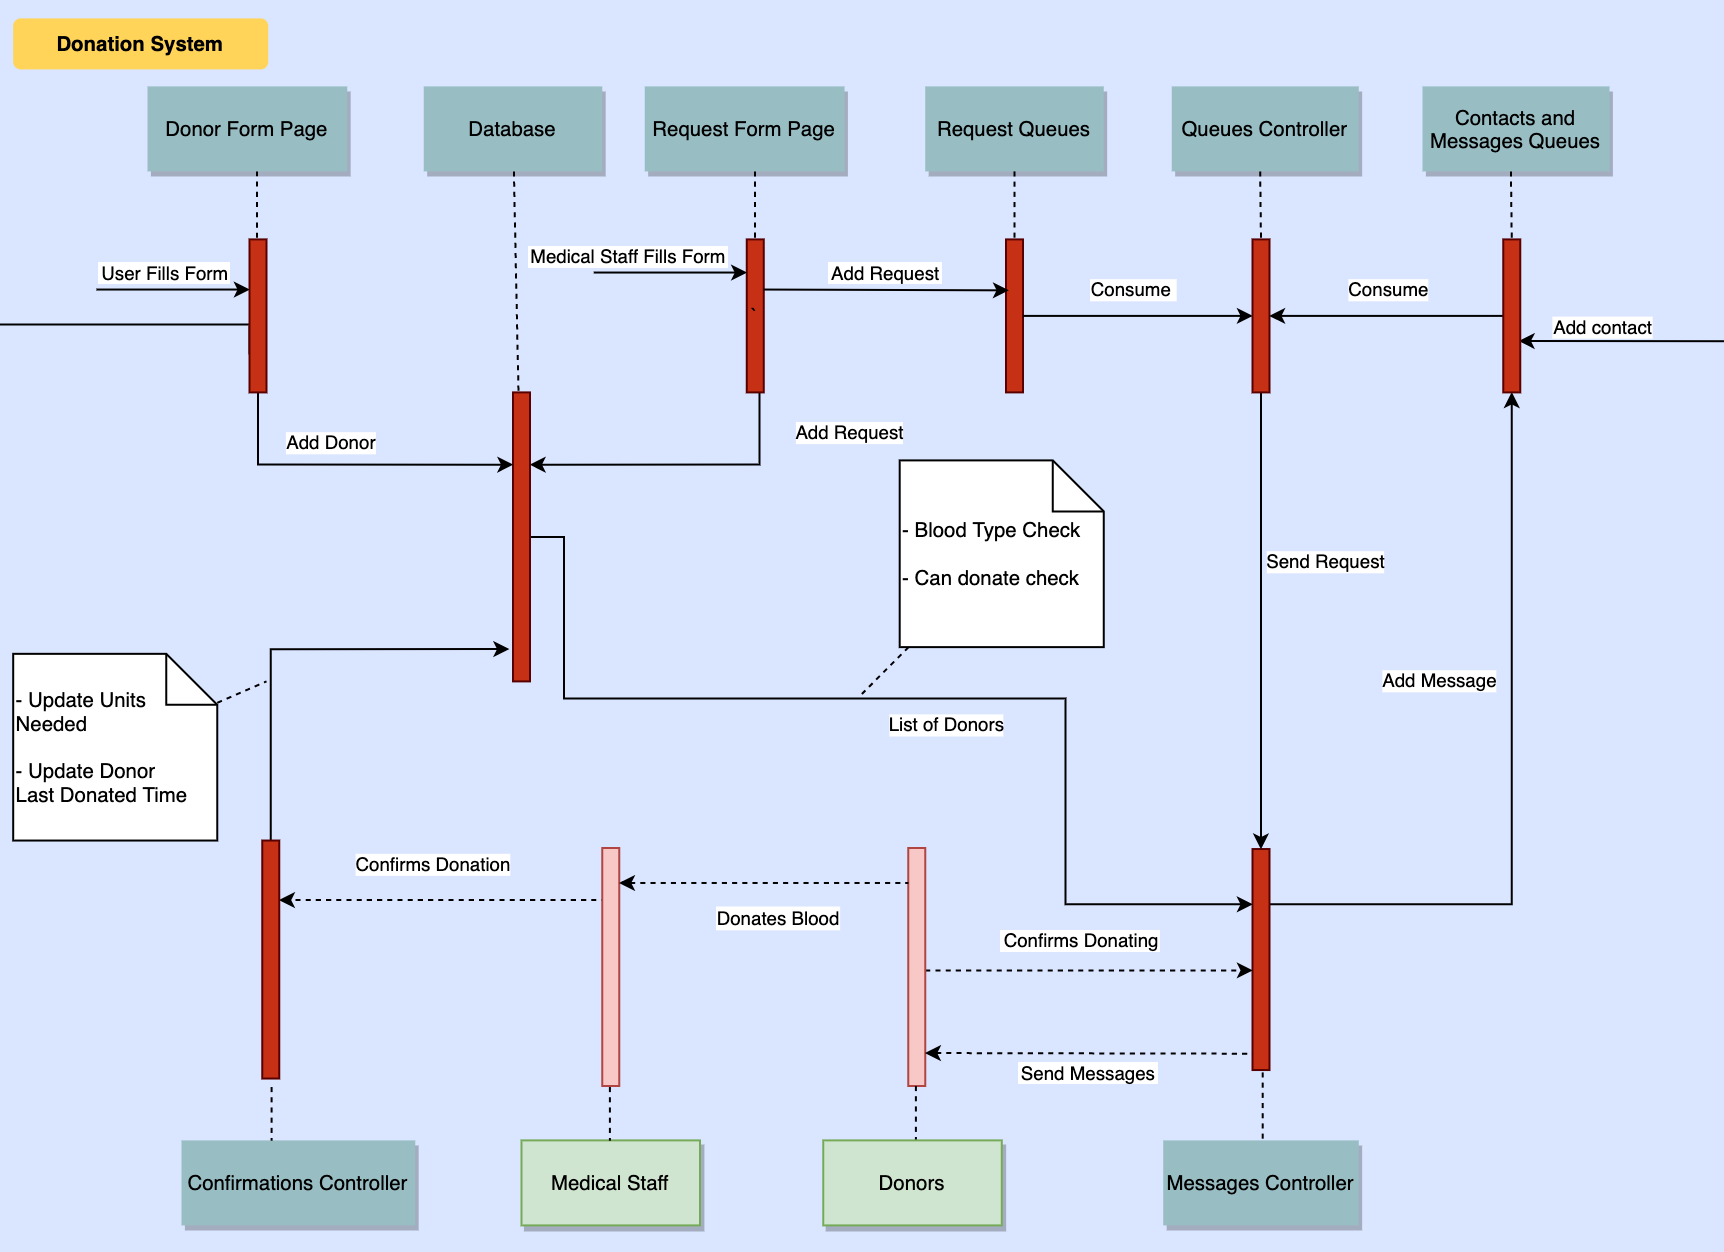 Donation System
Donor Form Page
Database
Request Form Page
Request Queues
Queues Controller
Contacts and
Messages Queues
User Fills Form
Medical Staff Fills Form
Add Request
Consume
Consume
Add contact
Add Donor
Add Request
- Blood Type Check
- Can donate check
Send Request
- Update Units
Needed
- Update Donor
Last Donated Time
Add Message
List of Donors
Confirms Donation
Donates Blood
Confirms Donating
Send Messages
Confirmations Controller
Medical Staff
Donors
Messages Controller